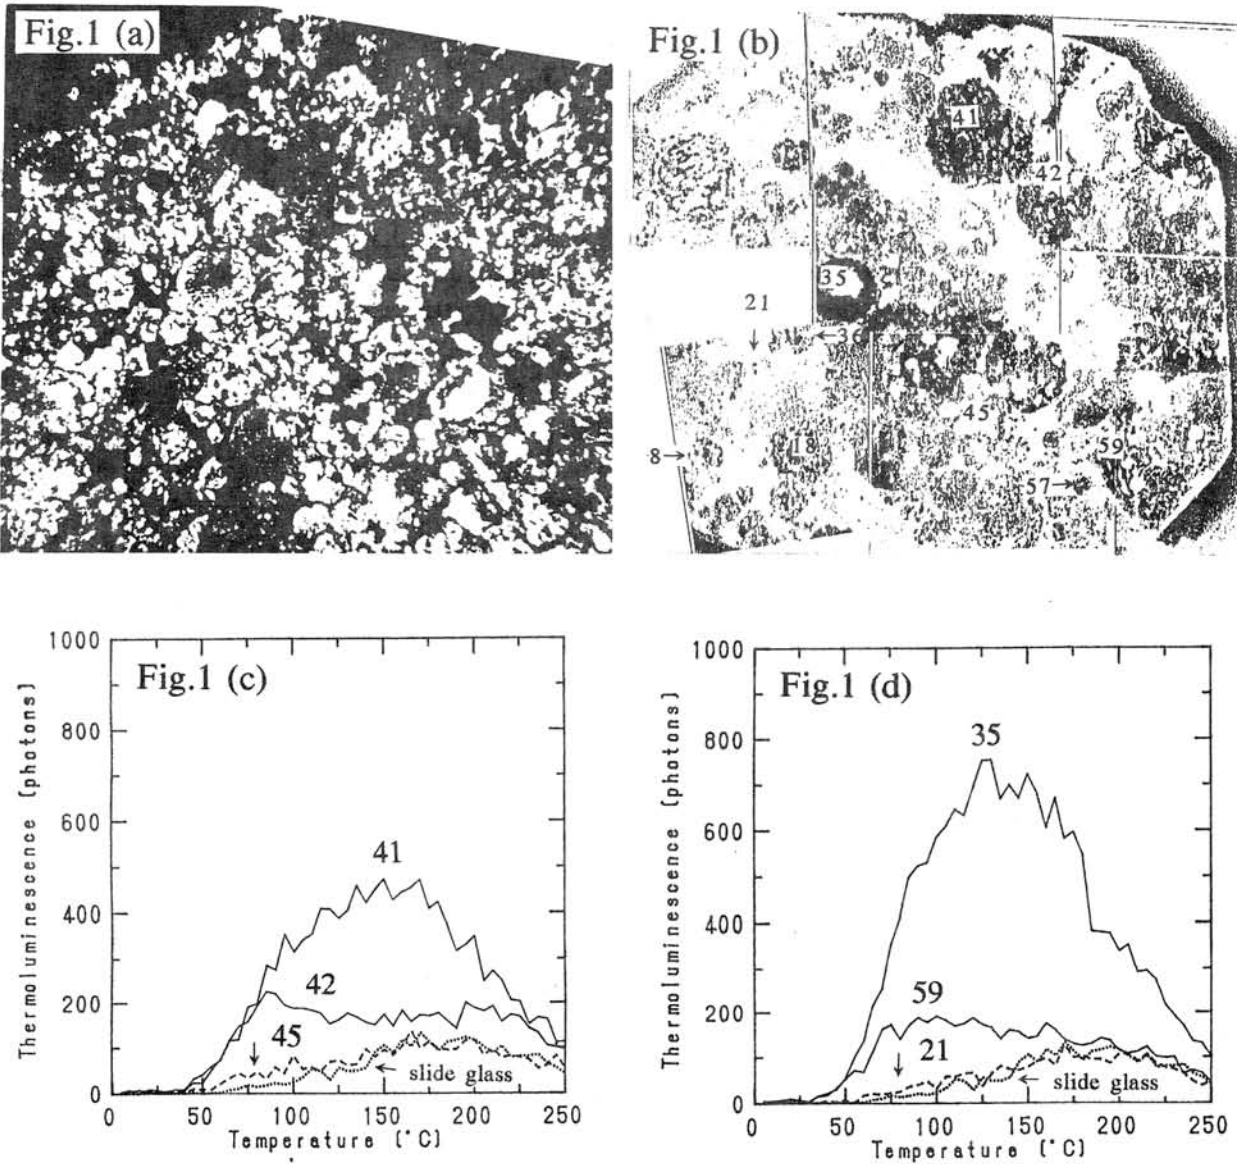 Fig.1 (a)
Fig.1 (b)
41
42
35
21
←36
45
18
8→
59
57→
Fig.1 (c)
Thermoluminescence (photons)
1000
800
600
400
200
0
41
42
45
slide glass
0 50 100 150 200 250
Temperature (°C)
Fig.1 (d)
Thermoluminescence (photons)
1000
800
600
400
200
0
35
59
21
slide glass
0 50 100 150 200 250
Temperature (°C)